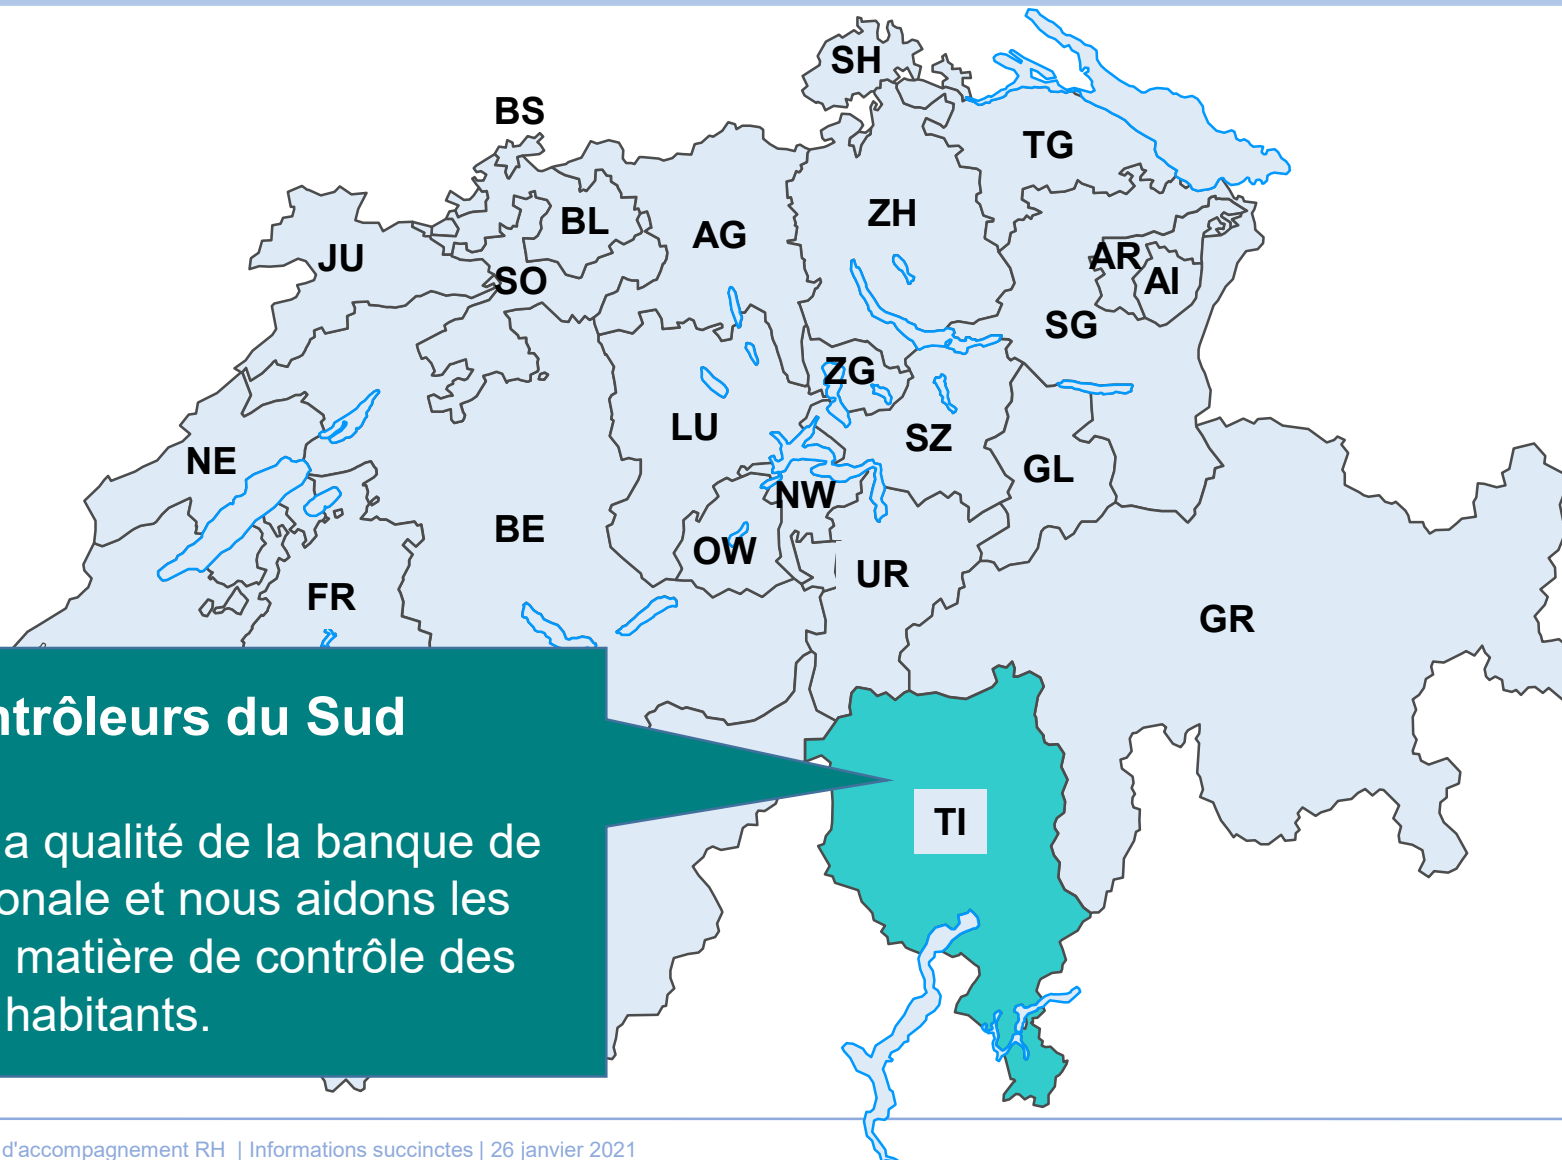 SH
BS
TG
ZH
BL
AG
JU
AR
SO
AI
SG
ZG
LU
SZ
NE
GL
NW
BE
OW
UR
FR
GR
ntrôleurs du Sud
TI
a qualité de la banque de
onale et nous aidons les
matière de contrôle des
habitants.
d'accompagnement RH | Informations succinctes | 26 janvier 2021